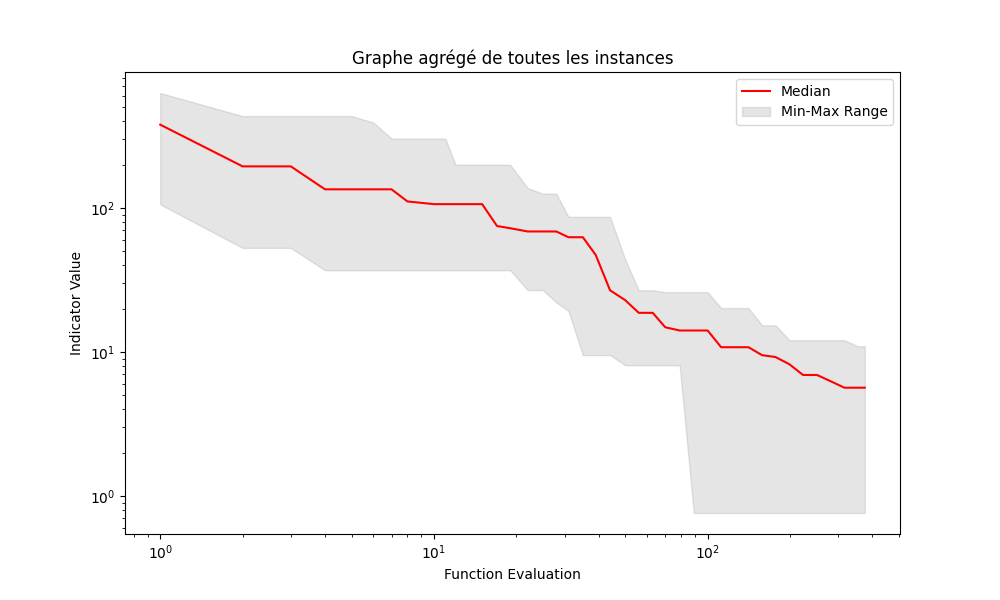 Graphe agrégé de toutes les instances
Median
Min-Max Range
Indicator Value
10²
10¹
10⁰
10⁰ 10¹ 10²
Function Evaluation